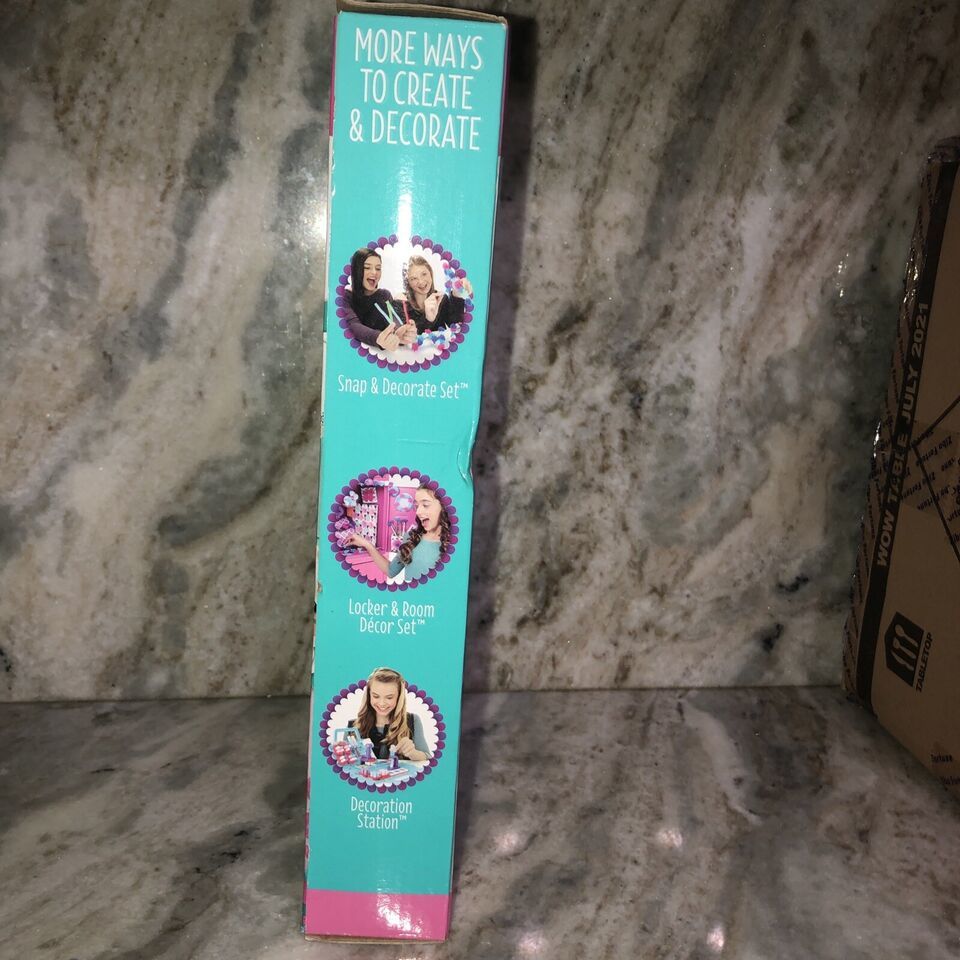 MORE WAYS
TO CREATE
& DECORATE
Snap & Decorate Set™
Locker & Room
Décor Set™
Decoration
Station™
WOW TABLE JULY 2021
TABLETOP